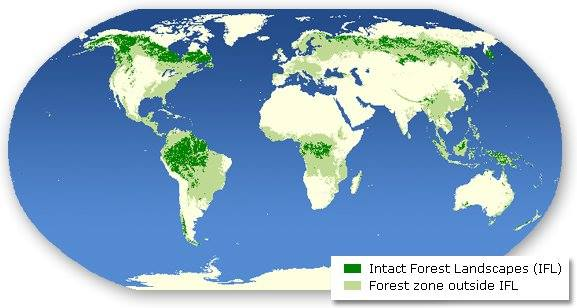 Intact Forest Landscapes (IFL)
Forest zone outside IFL